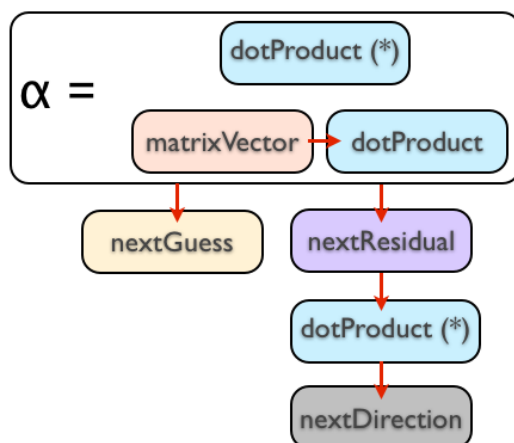 dotProduct (*)
α =
matrixVector dotProduct
nextGuess nextResidual
dotProduct (*)
nextDirection